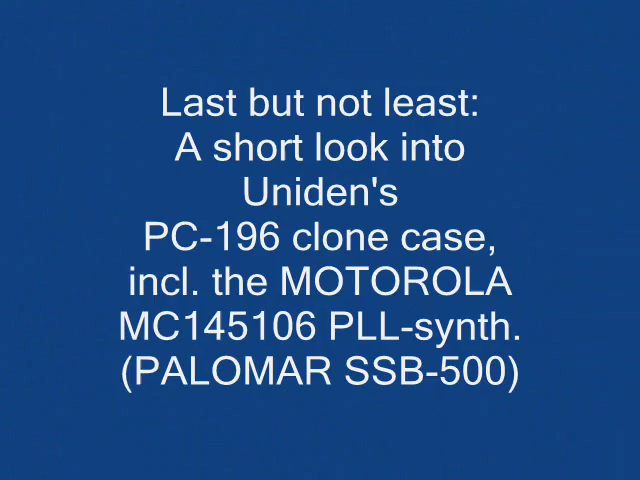 Last but not least:
A short look into
Uniden's
PC-196 clone case,
incl. the MOTOROLA
MC145106 PLL-synth.
(PALOMAR SSB-500)